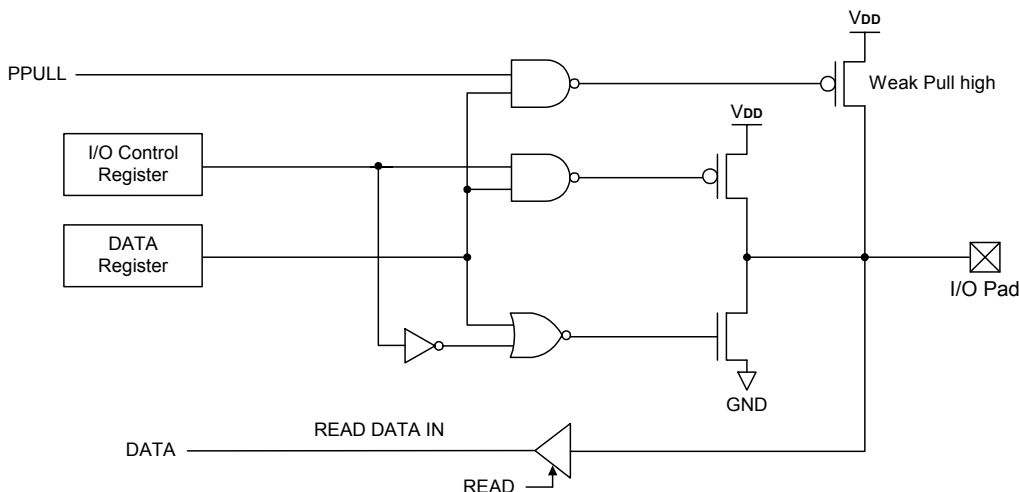 VDD
PPULL
Weak Pull high
VDD
I/O Control
Register
DATA
Register
I/O Pad
GND
READ DATA IN
DATA
READ